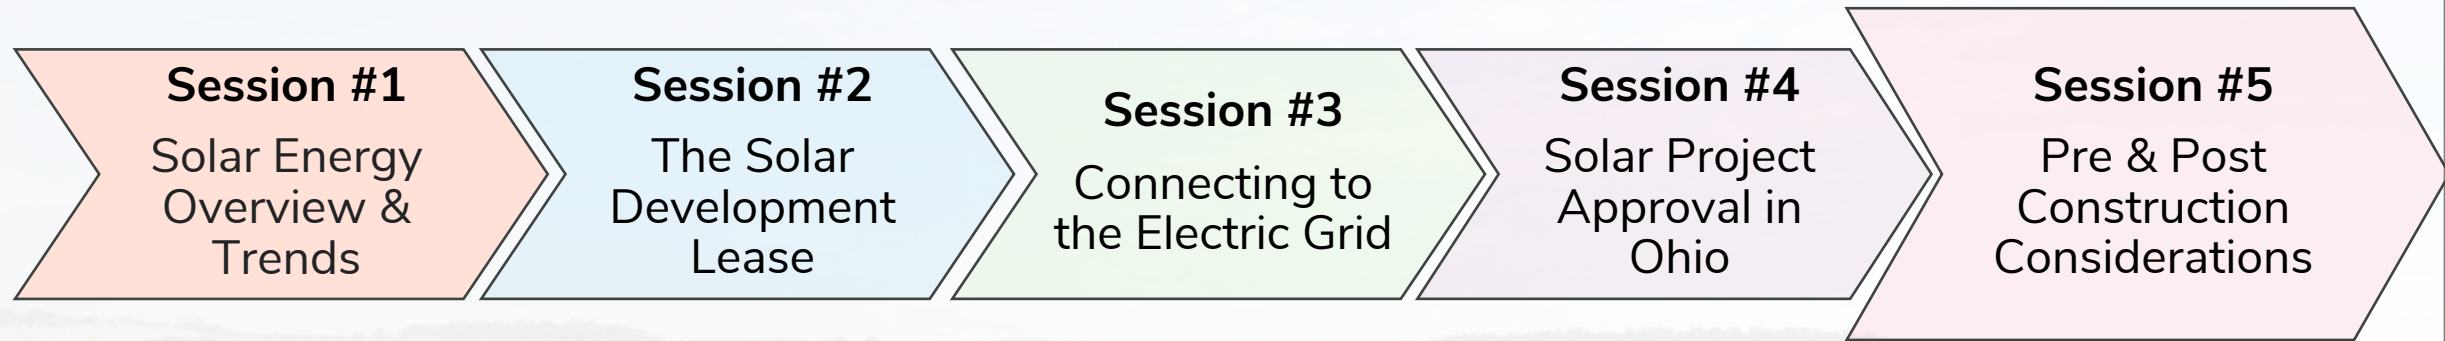 Session #1
Solar Energy
Overview &
Trends
Session #2
The Solar
Development
Lease
Session #3
Connecting to
the Electric Grid
Session #4
Solar Project
Approval in
Ohio
Session #5
Pre & Post
Construction
Considerations